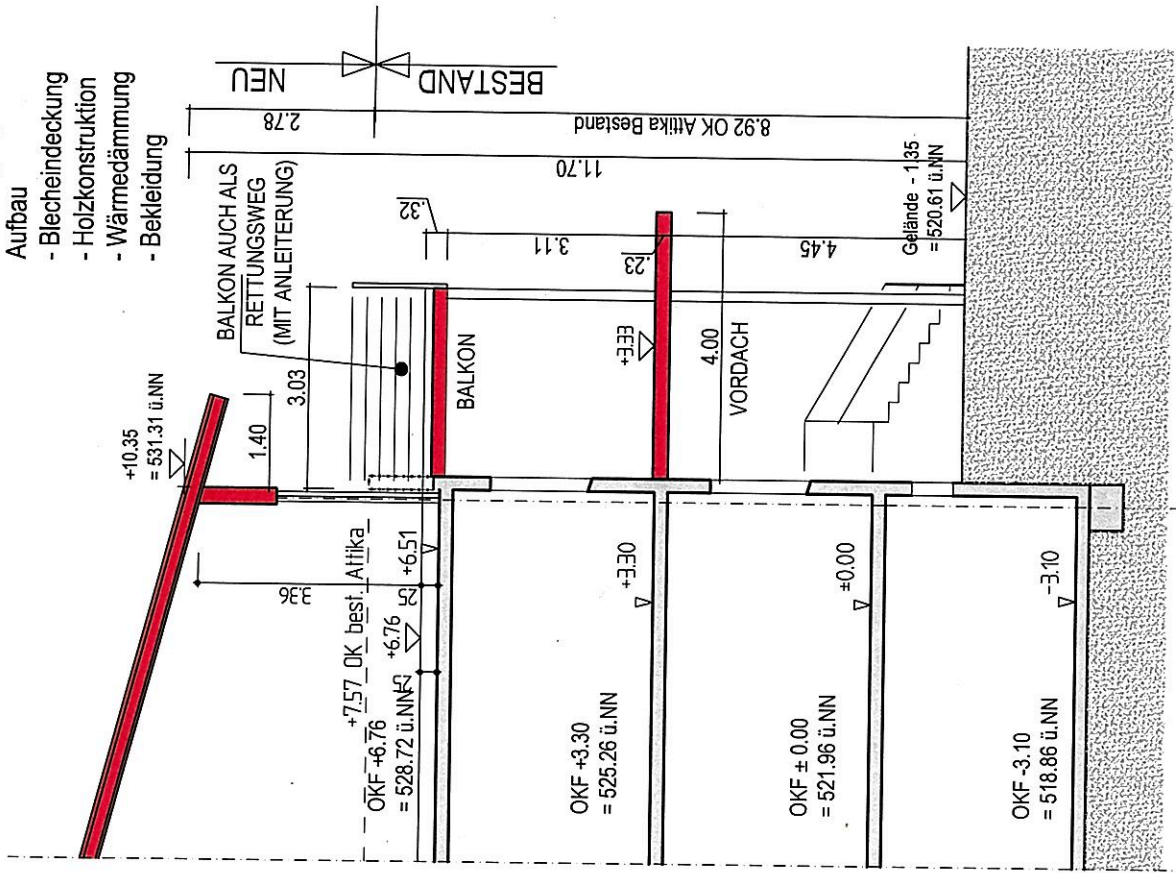 Aufbau
- Blecheindeckung
- Holzkonstruktion
- Wärmedämmung
- Bekleidung
NEU
BESTAND
2.78
8.92 OK Attika Bestand
11.70
BALKON AUCH ALS
RETTUNGSWEG
(MIT ANLEITERUNG)
+10.35
= 531.31 ü.NN
1.40
3.03
.32
3.11
.23
4.45
Gelände - 1.35
= 520.61 ü.NN
BALKON
+3.33
4.00
VORDACH
3.36
+7.57 OK best. Attika
+6.51
25
+6.76
25
OKF +6.76
= 528.72 ü.NN
+3.30
OKF +3.30
= 525.26 ü.NN
±0.00
OKF ± 0.00
= 521.96 ü.NN
-3.10
OKF -3.10
= 518.86 ü.NN